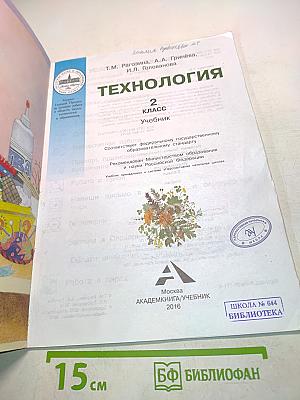 Т.М. Рагозина, А.А. Гринёва,
И.Л. Голованова
ТЕХНОЛОГИЯ
2
КЛАСС
Учебник
Соответствует федеральному государственному
образовательному стандарту
Рекомендовано Министерством образования
и науки Российской Федерации
Москва
АКАДЕМКНИГА/УЧЕБНИК
2016
ШКОЛА № 644
БИБЛИОТЕКА
15 см
БФ БИБЛИОФАН